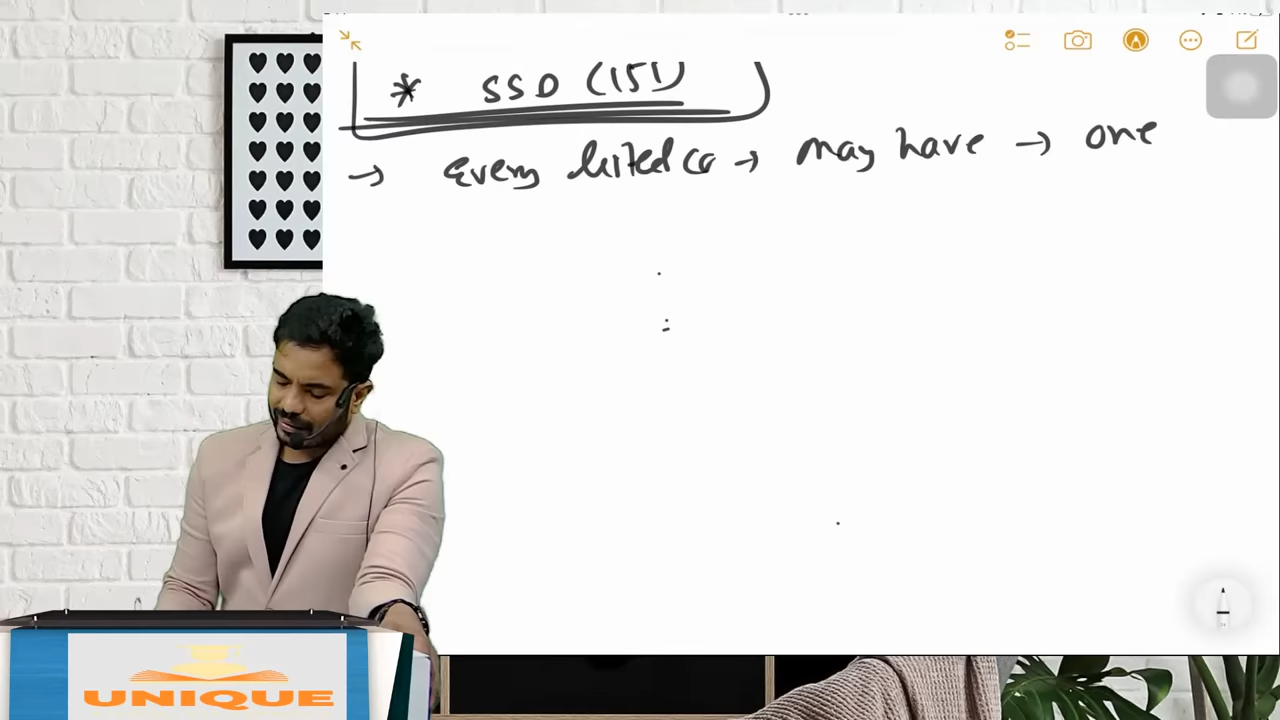 * SSD (151)
→ Every listed co → may have → one
UNIQUE